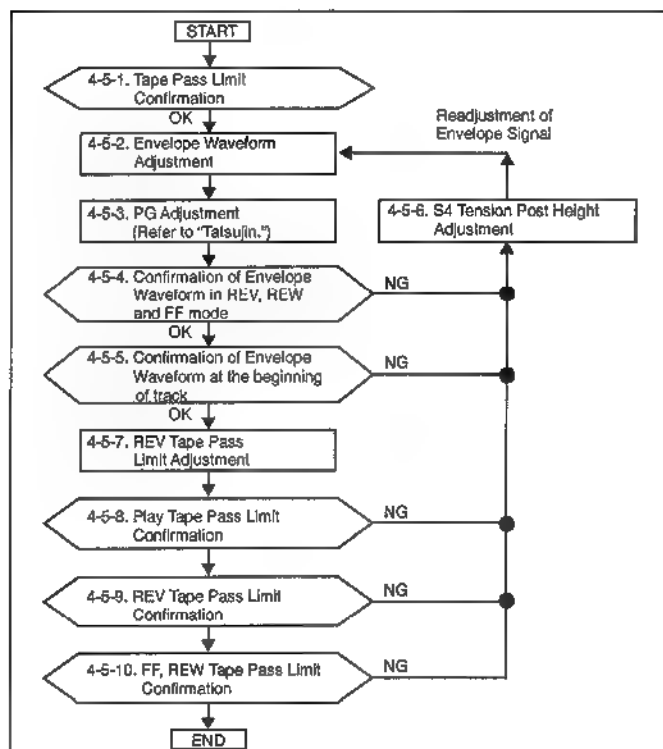 START
4-5-1. Tape Pass Limit
Confirmation
OK
Readjustment of
Envelope Signal
4-5-2. Envelope Waveform
Adjustment
4-5-3. PG Adjustment
(Refer to "Tatsujin.")
4-5-6. S4 Tension Post Height
Adjustment
4-5-4. Confirmation of Envelope
Waveform in REV, REW
and FF mode
NG
OK
4-5-5. Confirmation of Envelope
Waveform at the beginning
of track
NG
OK
4-5-7. REV Tape Pass
Limit Adjustment
4-5-8. Play Tape Pass Limit
Confirmation
NG
4-5-9. REV Tape Pass Limit
Confirmation
NG
4-5-10. FF, REW Tape Pass Limit
Confirmation
NG
END